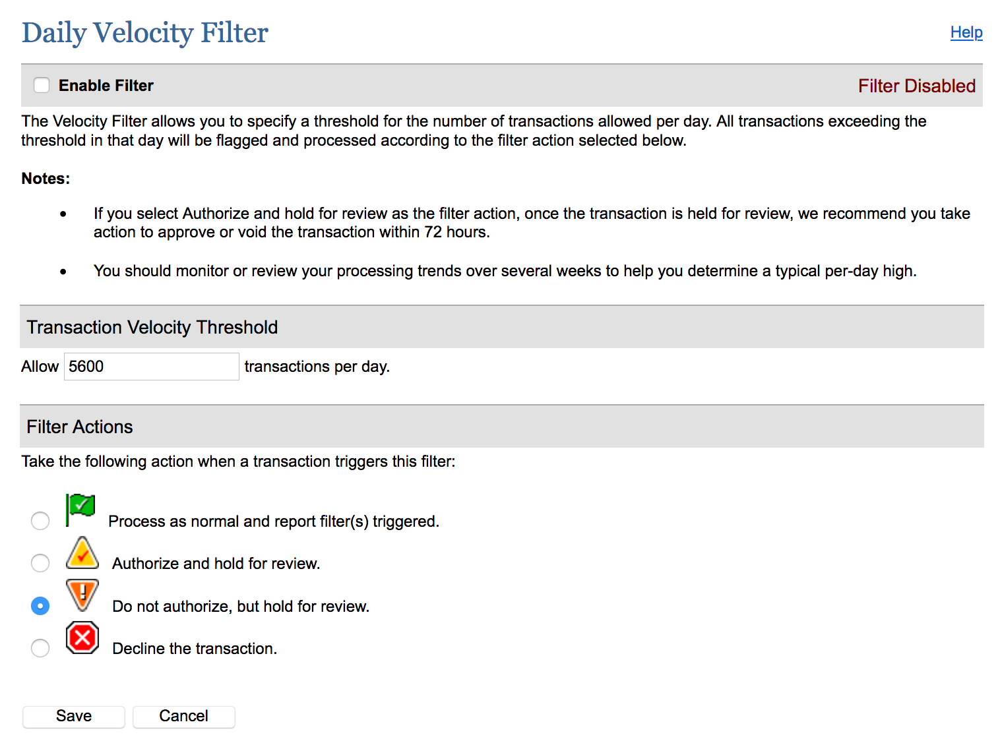 Daily Velocity Filter
Help
Enable Filter
Filter Disabled
The Velocity Filter allows you to specify a threshold for the number of transactions allowed per day. All transactions exceeding the
threshold in that day will be flagged and processed according to the filter action selected below.
Notes:
• If you select Authorize and hold for review as the filter action, once the transaction is held for review, we recommend you take
action to approve or void the transaction within 72 hours.
• You should monitor or review your processing trends over several weeks to help you determine a typical per-day high.
Transaction Velocity Threshold
Allow 5600 transactions per day.
Filter Actions
Take the following action when a transaction triggers this filter:
Process as normal and report filter(s) triggered.
Authorize and hold for review.
Do not authorize, but hold for review.
Decline the transaction.
Save Cancel